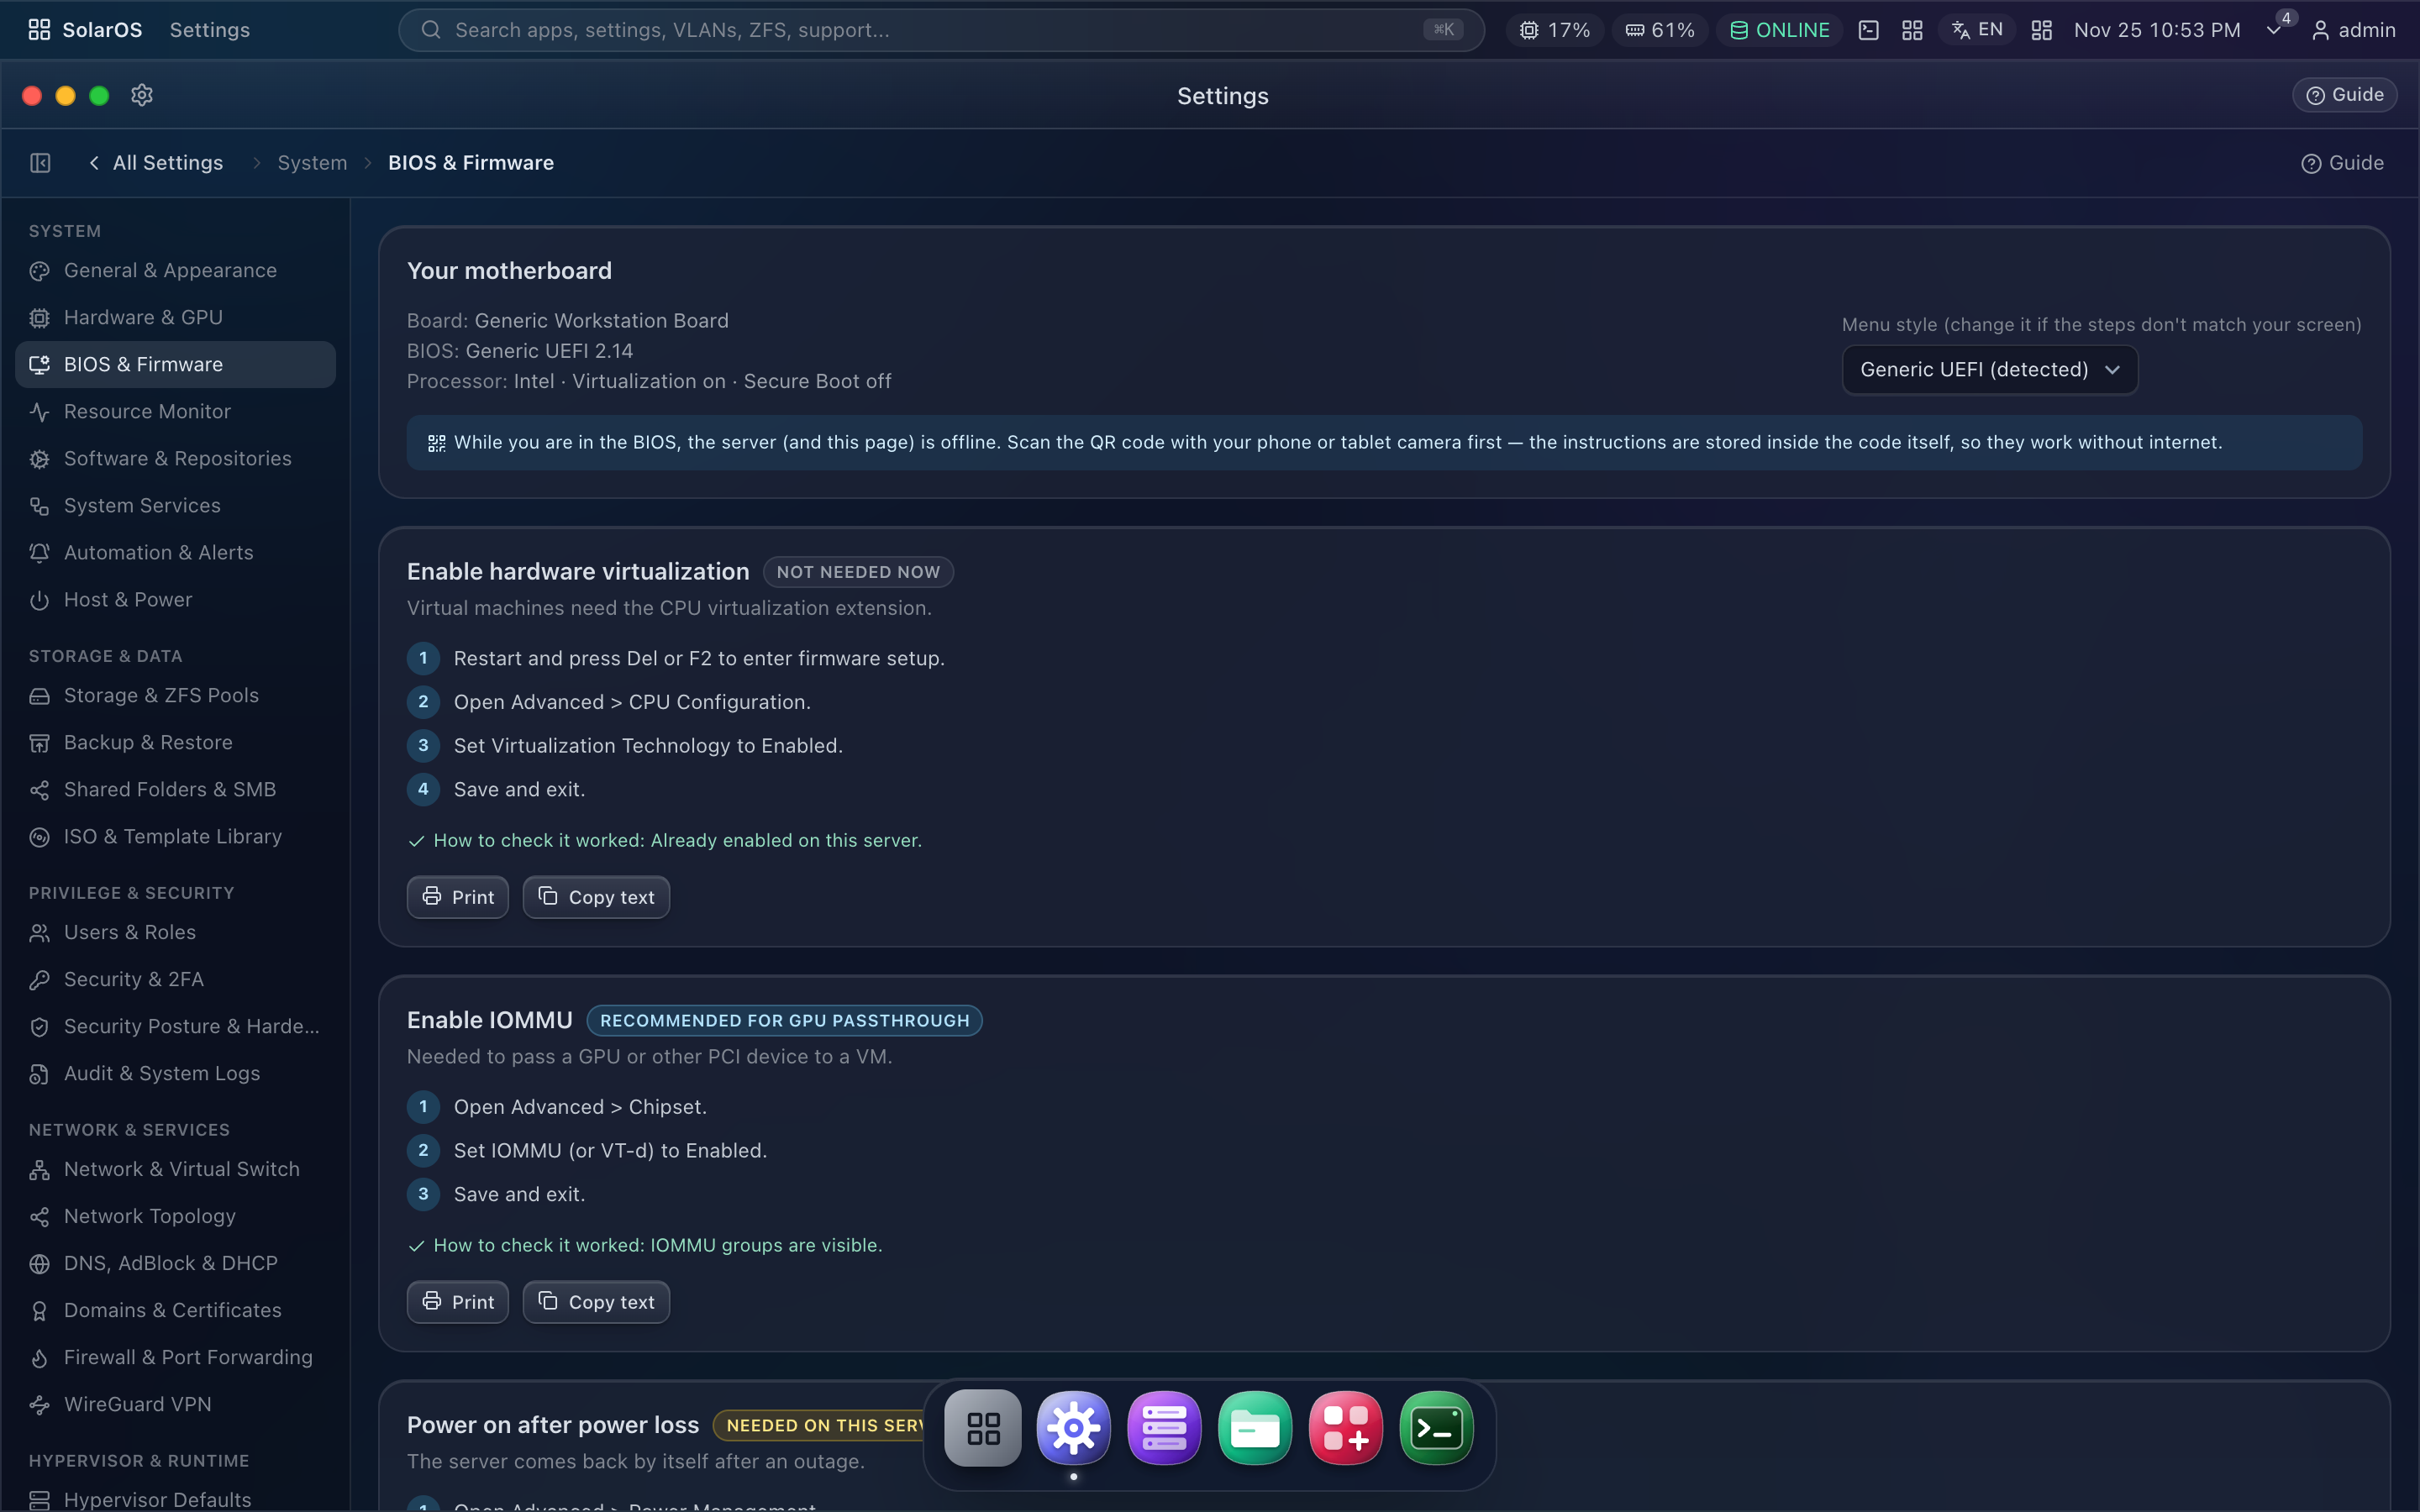 SolarOS Settings Search apps, settings, VLANs, ZFS, support... ⌘K 17% 61% ONLINE EN Nov 25 10:53 PM 4 admin
Settings Guide
All Settings > System > BIOS & Firmware Guide
SYSTEM
General & Appearance
Hardware & GPU
BIOS & Firmware
Resource Monitor
Software & Repositories
System Services
Automation & Alerts
Host & Power
STORAGE & DATA
Storage & ZFS Pools
Backup & Restore
Shared Folders & SMB
ISO & Template Library
PRIVILEGE & SECURITY
Users & Roles
Security & 2FA
Security Posture & Harde...
Audit & System Logs
NETWORK & SERVICES
Network & Virtual Switch
Network Topology
DNS, AdBlock & DHCP
Domains & Certificates
Firewall & Port Forwarding
WireGuard VPN
HYPERVISOR & RUNTIME
Hypervisor Defaults
Your motherboard
Board: Generic Workstation Board
BIOS: Generic UEFI 2.14
Processor: Intel · Virtualization on · Secure Boot off
Menu style (change it if the steps don't match your screen)
Generic UEFI (detected)
While you are in the BIOS, the server (and this page) is offline. Scan the QR code with your phone or tablet camera first — the instructions are stored inside the code itself, so they work without internet.
Enable hardware virtualization NOT NEEDED NOW
Virtual machines need the CPU virtualization extension.
1 Restart and press Del or F2 to enter firmware setup.
2 Open Advanced > CPU Configuration.
3 Set Virtualization Technology to Enabled.
4 Save and exit.
How to check it worked: Already enabled on this server.
Print Copy text
Enable IOMMU RECOMMENDED FOR GPU PASSTHROUGH
Needed to pass a GPU or other PCI device to a VM.
1 Open Advanced > Chipset.
2 Set IOMMU (or VT-d) to Enabled.
3 Save and exit.
How to check it worked: IOMMU groups are visible.
Print Copy text
Power on after power loss NEEDED ON THIS SERV
The server comes back by itself after an outage.
1 Open Advanced > Power Management